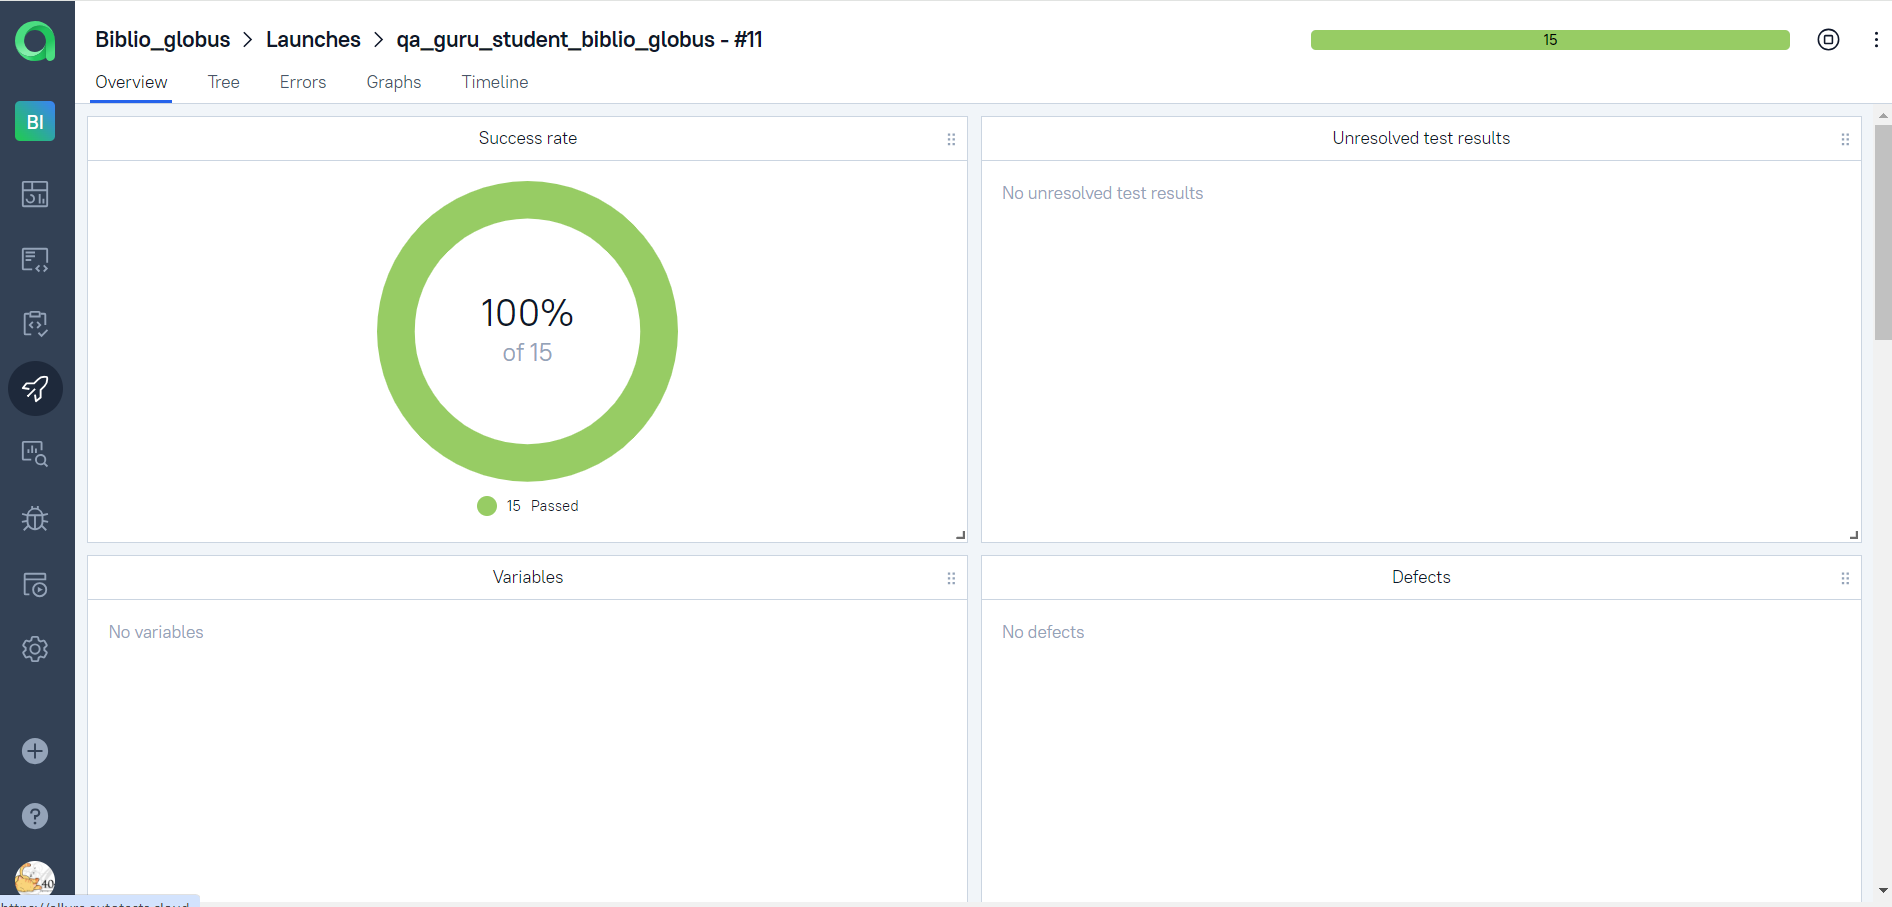 Biblio_globus > Launches > qa_guru_student_biblio_globus - #11
15
Overview Tree Errors Graphs Timeline
BI
Success rate
100%
of 15
15 Passed
Unresolved test results
No unresolved test results
Variables
No variables
Defects
No defects
40